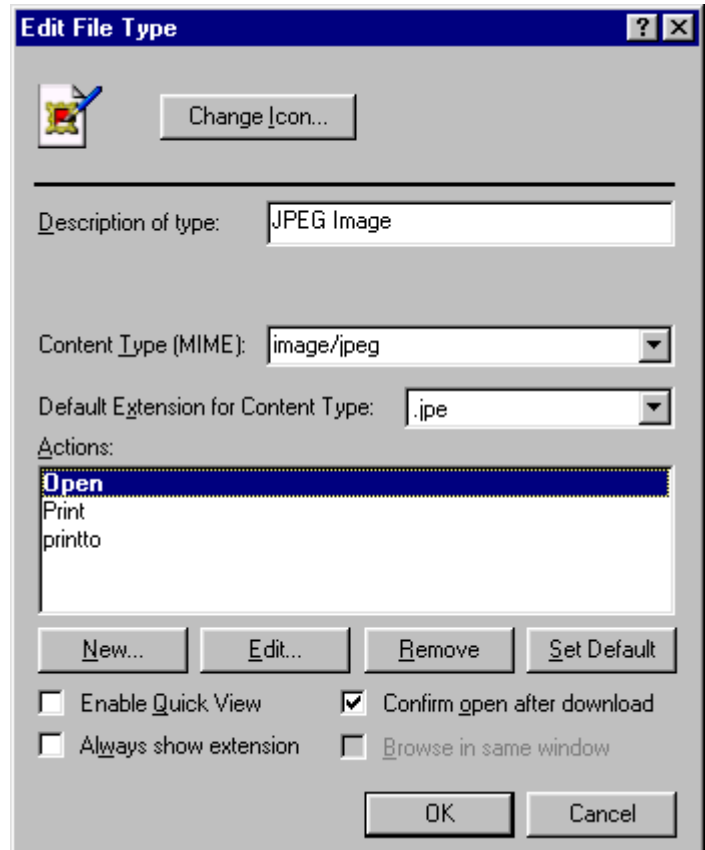 Edit File Type
Change Icon...
Description of type: JPEG Image
Content Type (MIME): image/jpeg
Default Extension for Content Type: .jpe
Actions:
Open
Print
printto
New... Edit... Remove Set Default
Enable Quick View Confirm open after download
Always show extension Browse in same window
OK Cancel